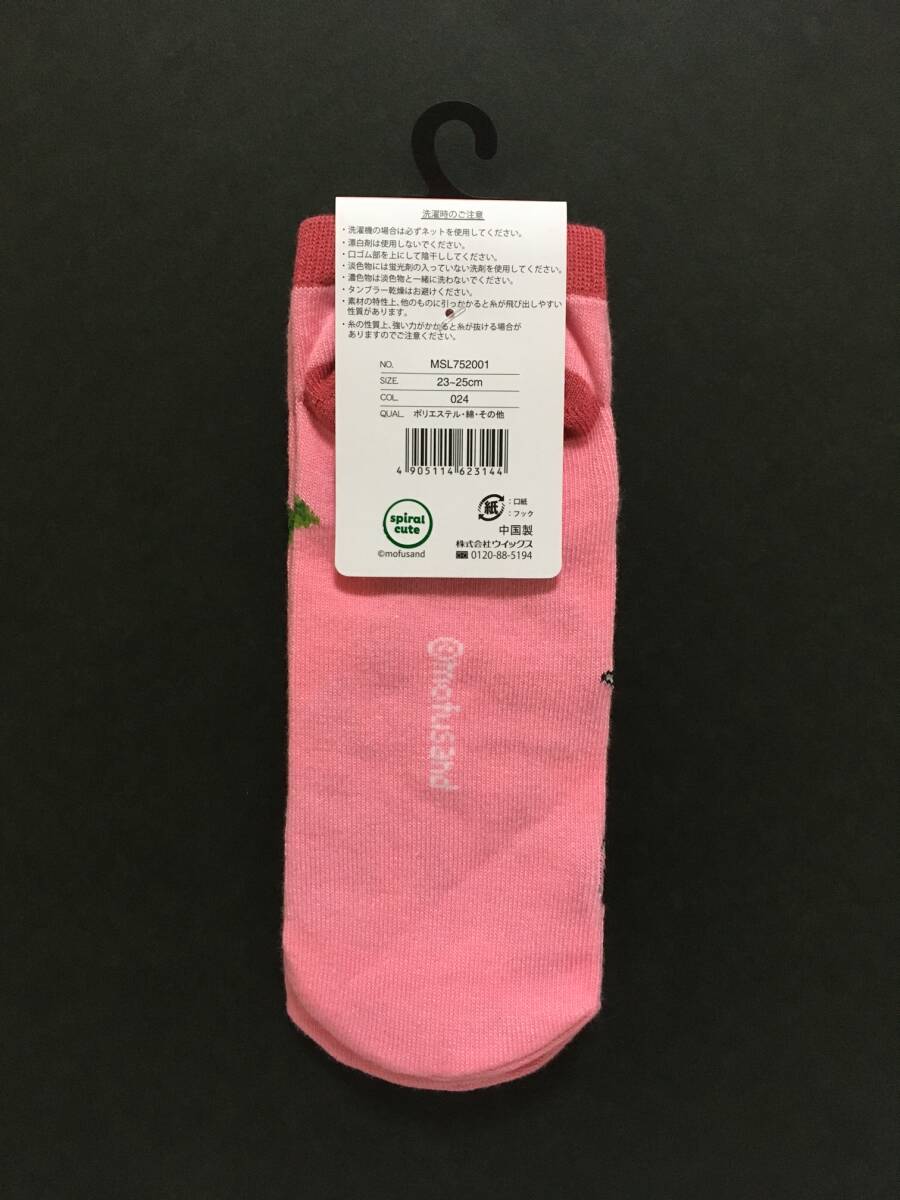 洗濯時のご注意
・洗濯機の場合は必ずネットを使用してください。
・漂白剤は使用しないでください。
・口ゴム部を上にして陰干ししてください。
・淡色物には蛍光剤の入っていない洗剤を使用してください。
・濃色物は淡色物と一緒に洗わないでください。
・タンブラー乾燥はお避けください。
・素材の特性上、他のものに引っかかると糸が飛び出しやすい
性質があります。
・糸の性質上、強い力がかかると糸が抜ける場合が
ありますのでご注意ください。
NO. MSL752001
SIZE. 23~25cm
COL. 024
QUAL. ポリエステル・綿・その他
4 905114 623144
spiral
cute
©mofusand
紙
:口紙
:フック
中国製
株式会社ウイックス
0120-88-5194
©mofusand